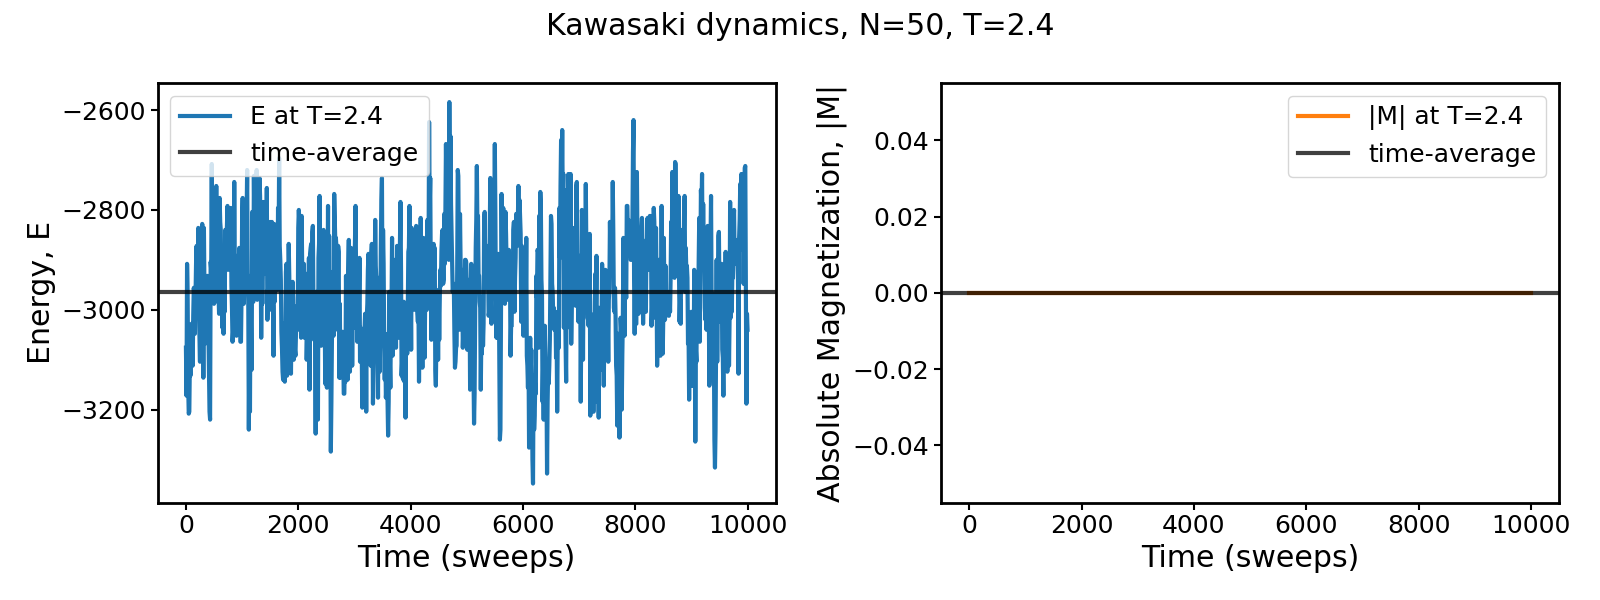 Kawasaki dynamics, N=50, T=2.4
Energy, E
−2600
−2800
−3000
−3200
E at T=2.4
time-average
0 2000 4000 6000 8000 10000
Time (sweeps)
Absolute Magnetization, |M|
0.04
0.02
0.00
−0.02
−0.04
|M| at T=2.4
time-average
0 2000 4000 6000 8000 10000
Time (sweeps)